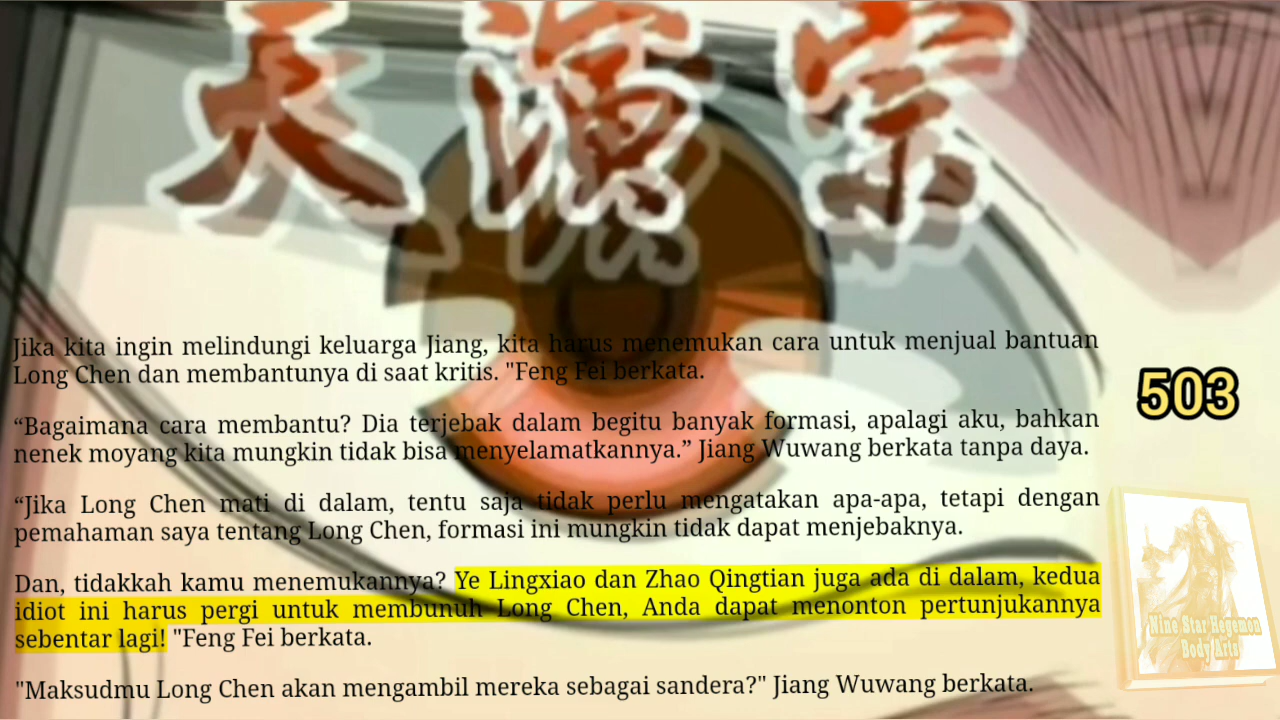 天源宗
Jika kita ingin melindungi keluarga Jiang, kita harus menemukan cara untuk menjual bantuan
Long Chen dan membantunya di saat kritis. "Feng Fei berkata.
“Bagaimana cara membantu? Dia terjebak dalam begitu banyak formasi, apalagi aku, bahkan
nenek moyang kita mungkin tidak bisa menyelamatkannya.” Jiang Wuwang berkata tanpa daya.
503
“Jika Long Chen mati di dalam, tentu saja tidak perlu mengatakan apa-apa, tetapi dengan
pemahaman saya tentang Long Chen, formasi ini mungkin tidak dapat menjebaknya.
Dan, tidakkah kamu menemukannya? Ye Lingxiao dan Zhao Qingtian juga ada di dalam, kedua
idiot ini harus pergi untuk membunuh Long Chen, Anda dapat menonton pertunjukannya
sebentar lagi! "Feng Fei berkata.
"Maksudmu Long Chen akan mengambil mereka sebagai sandera?" Jiang Wuwang berkata.
Nine Star Hegemon
Body Arts